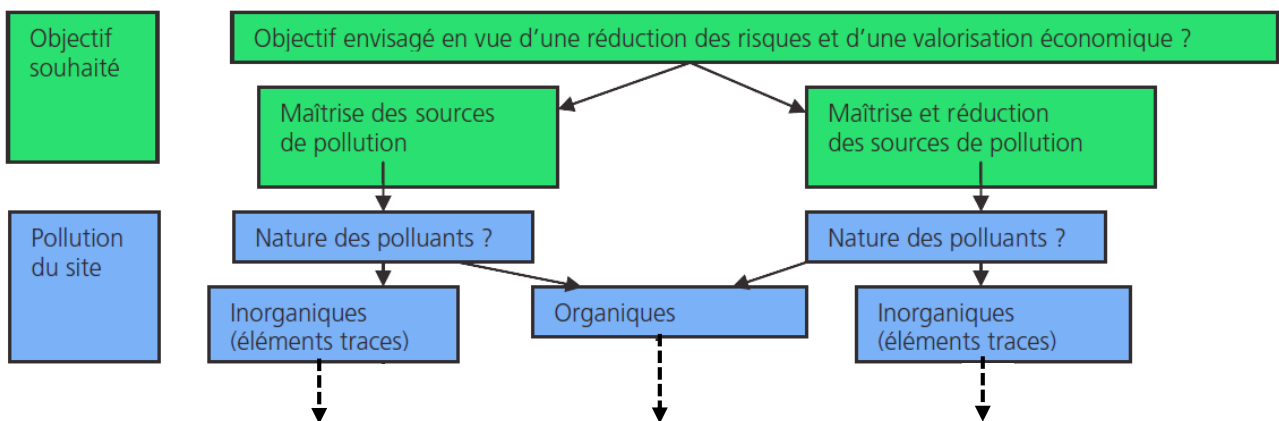 Objectif
souhaité
Objectif envisagé en vue d'une réduction des risques et d'une valorisation économique ?
Maîtrise des sources
de pollution
Maîtrise et réduction
des sources de pollution
Pollution
du site
Nature des polluants ?
Nature des polluants ?
Inorganiques
(éléments traces)
Organiques
Inorganiques
(éléments traces)